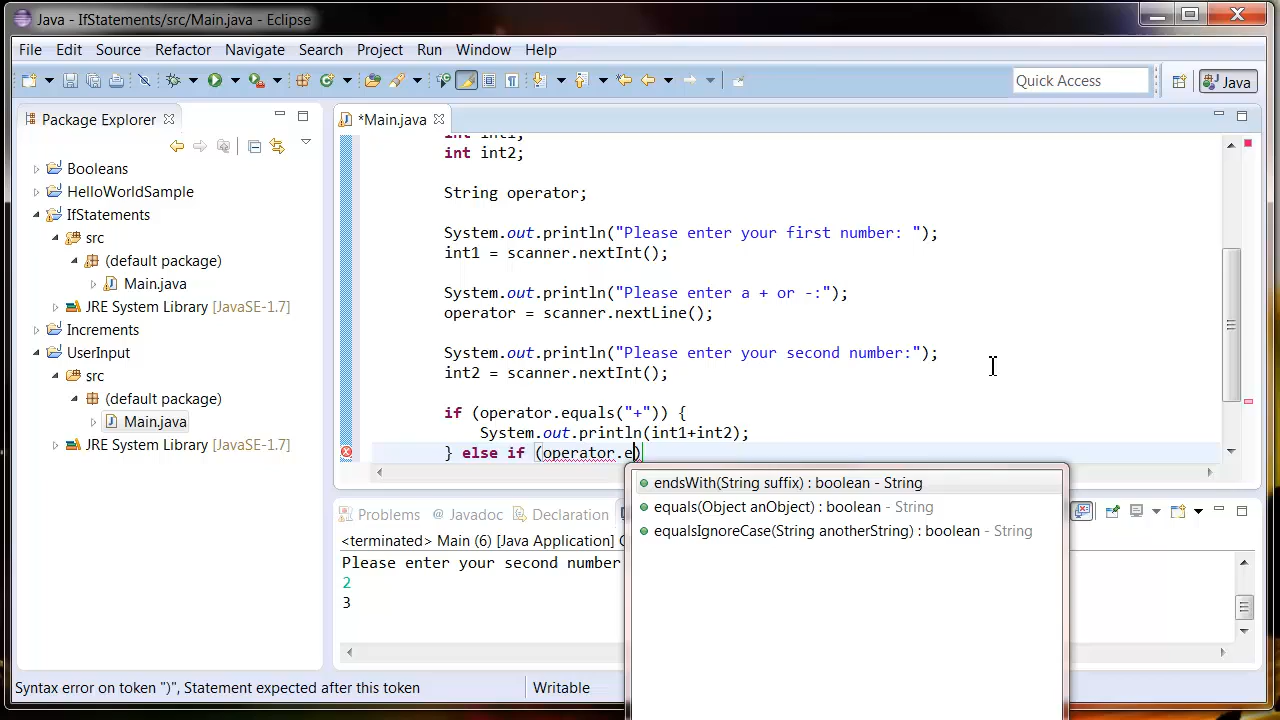 Java - IfStatements/src/Main.java - Eclipse
File Edit Source Refactor Navigate Search Project Run Window Help
Quick Access
Java
Package Explorer
Booleans
HelloWorldSample
IfStatements
src
(default package)
Main.java
JRE System Library [JavaSE-1.7]
Increments
UserInput
src
(default package)
Main.java
JRE System Library [JavaSE-1.7]
*Main.java
int int1;
int int2;
String operator;
System.out.println("Please enter your first number: ");
int1 = scanner.nextInt();
System.out.println("Please enter a + or -:");
operator = scanner.nextLine();
System.out.println("Please enter your second number:");
int2 = scanner.nextInt();
if (operator.equals("+")) {
System.out.println(int1+int2);
} else if (operator.e)
endsWith(String suffix) : boolean - String
equals(Object anObject) : boolean - String
equalsIgnoreCase(String anotherString) : boolean - String
Problems Javadoc Declaration
<terminated> Main (6) [Java Application]
Please enter your second number
2
3
Syntax error on token ")", Statement expected after this token
Writable